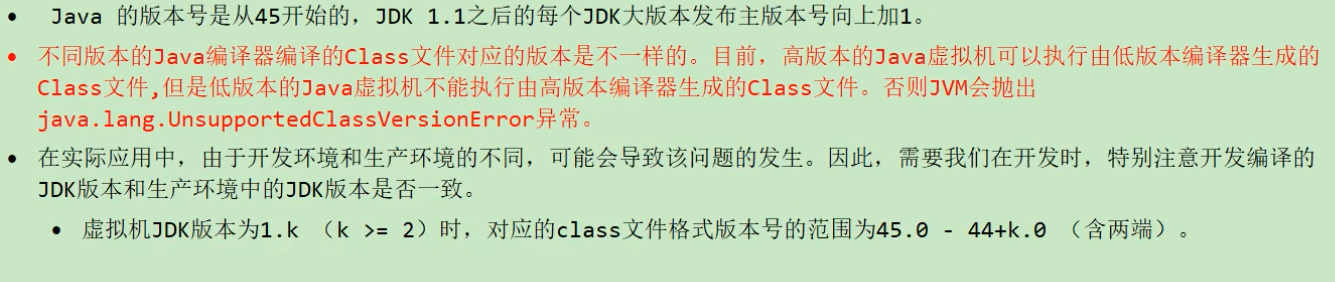 • Java 的版本号是从45开始的，JDK 1.1之后的每个JDK大版本发布主版本号向上加1。
• 不同版本的Java编译器编译的Class文件对应的版本是不一样的。目前，高版本的Java虚拟机可以执行由低版本编译器生成的
Class文件,但是低版本的Java虚拟机不能执行由高版本编译器生成的Class文件。否则JVM会抛出
java.lang.UnsupportedClassVersionError异常。
• 在实际应用中，由于开发环境和生产环境的不同，可能会导致该问题的发生。因此，需要我们在开发时，特别注意开发编译的
JDK版本和生产环境中的JDK版本是否一致。
• 虚拟机JDK版本为1.k （k >= 2）时，对应的class文件格式版本号的范围为45.0 - 44+k.0 （含两端）。